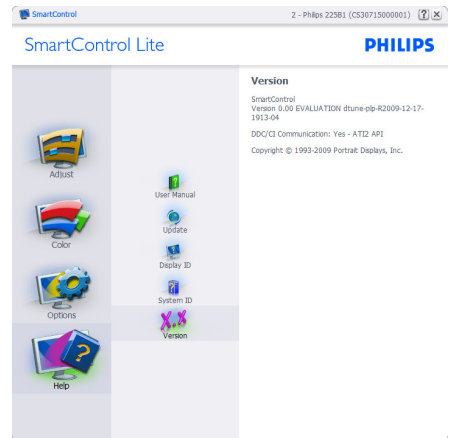 SmartControl
2 - Philips 225B1 (CS30715000001)
SmartControl Lite
PHILIPS
Adjust
Color
Options
Help
User Manual
Update
Display ID
System ID
X.X
Version
Version
SmartControl
Version 0.00 EVALUATION dtune-plp-R2009-12-17-
1913-04
DDC/CI Communication: Yes - ATI2 API
Copyright © 1993-2009 Portrait Displays, Inc.